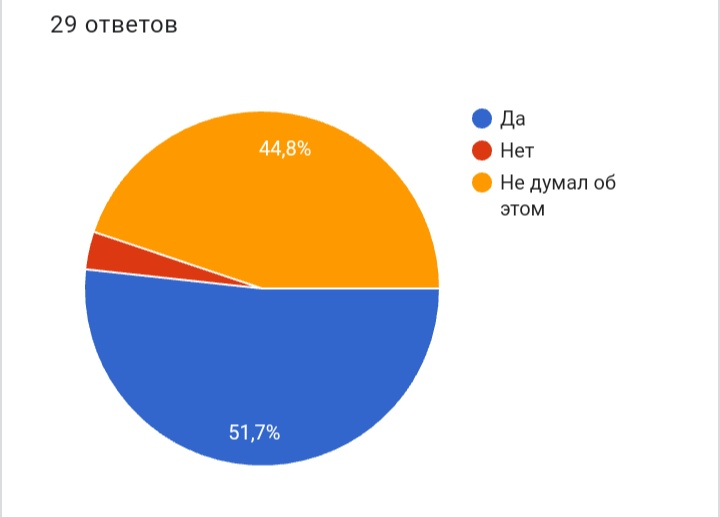 29 ответов
44,8%
51,7%
Да
Нет
Не думал об
этом